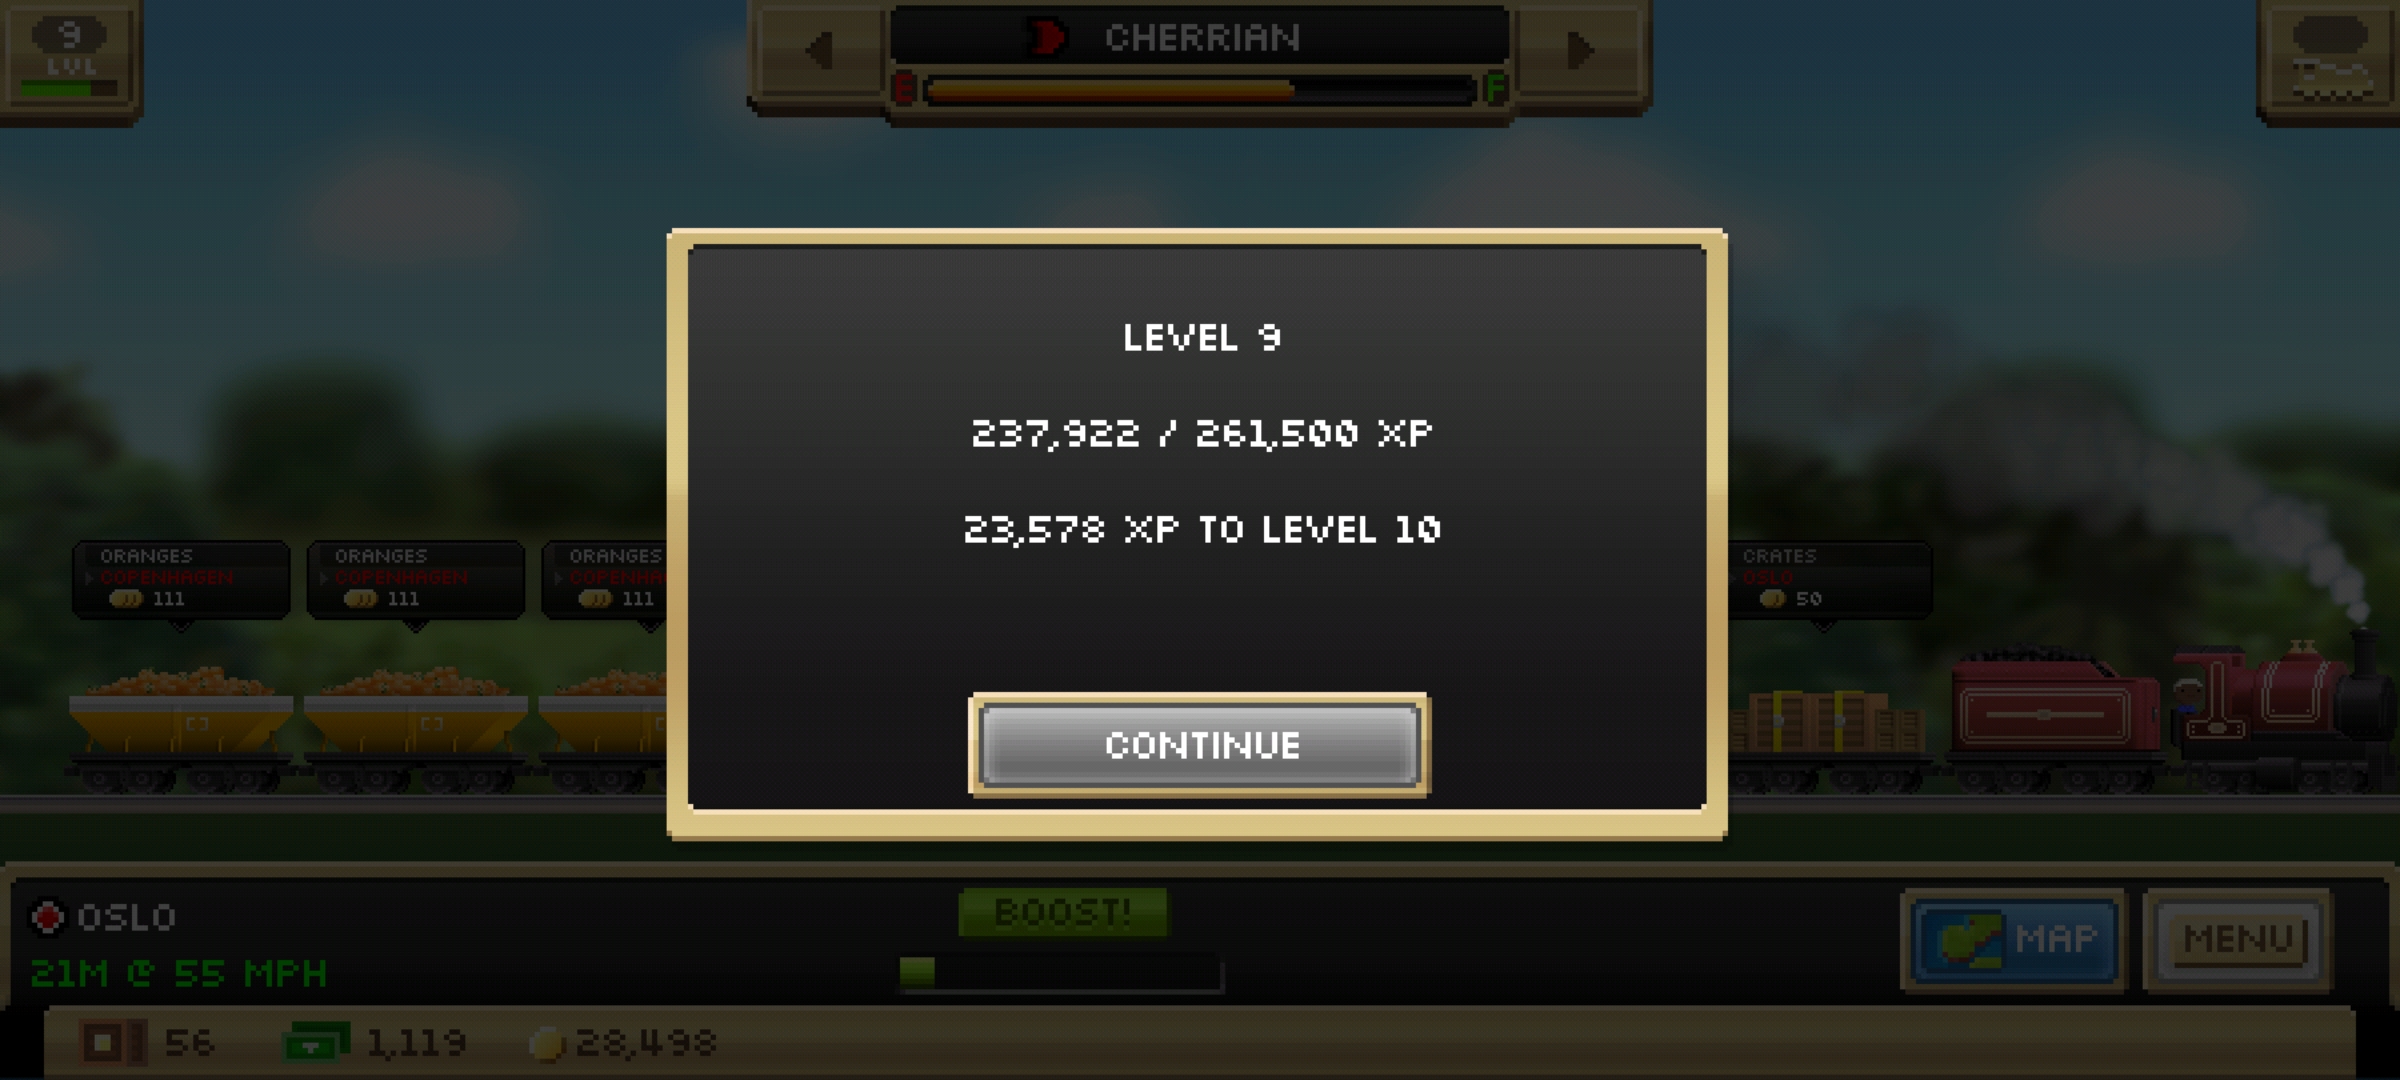 9
LVL
CHERRIAN
E
F
LEVEL 9
237,922 / 261,500 XP
23,578 XP TO LEVEL 10
CONTINUE
ORANGES
COPENHAGEN
111
ORANGES
COPENHAGEN
111
ORANGES
COPENHA
111
CRATES
OSLO
50
OSLO
21M @ 55 MPH
BOOST!
MAP
MENU
56
1,119
28,498